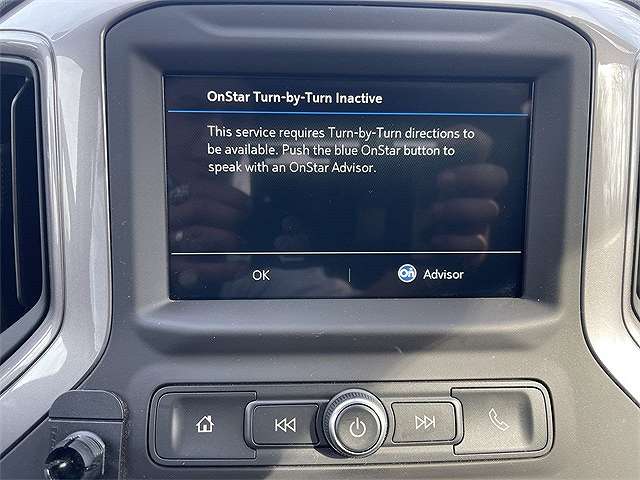 OnStar Turn-by-Turn Inactive
This service requires Turn-by-Turn directions to
be available. Push the blue OnStar button to
speak with an OnStar Advisor.
OK On Advisor